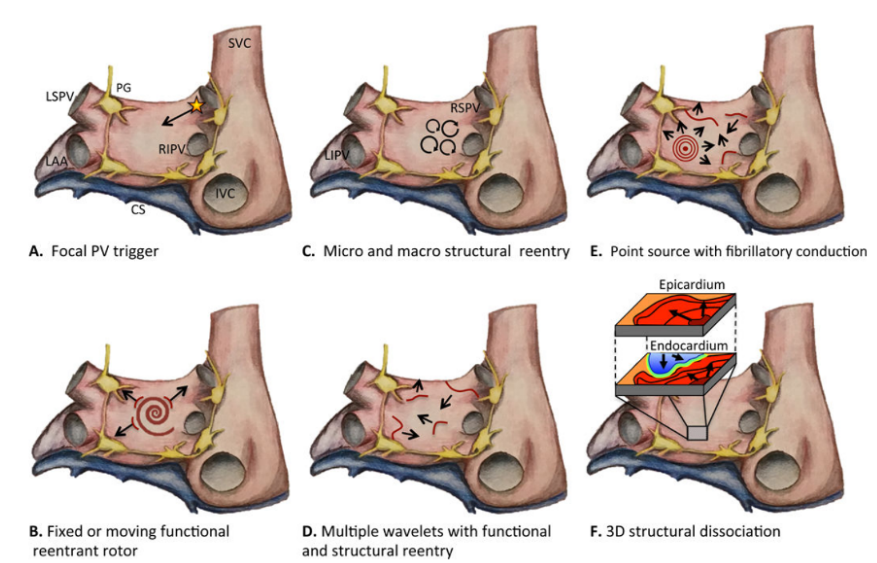 SVC
LSPV
PG
RIPV
LAA
IVC
CS
A. Focal PV trigger
RSPV
LIPV
C. Micro and macro structural reentry
E. Point source with fibrillatory conduction
B. Fixed or moving functional
reentrant rotor
D. Multiple wavelets with functional
and structural reentry
Epicardium
Endocardium
F. 3D structural dissociation